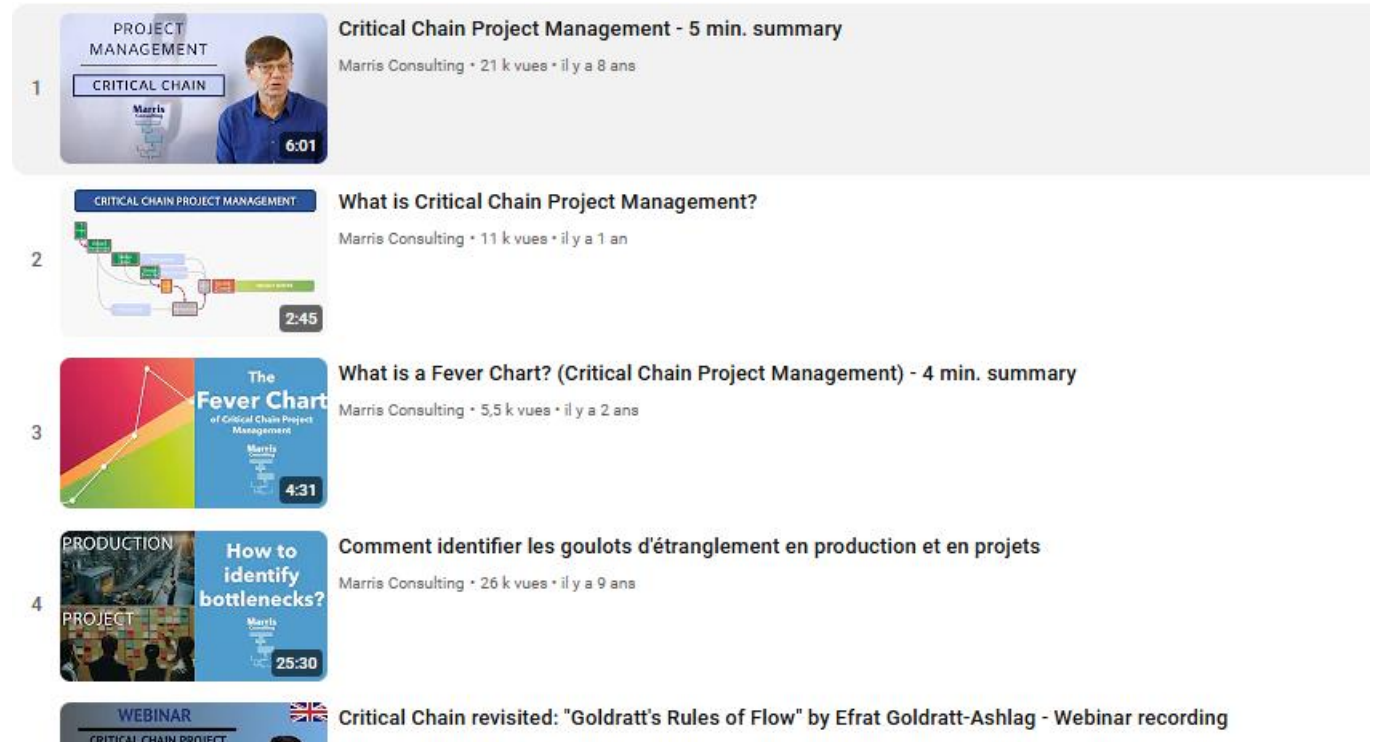 PROJECT
MANAGEMENT
CRITICAL CHAIN
Marris
Consulting
6:01
1
Critical Chain Project Management - 5 min. summary
Marris Consulting • 21 k vues • il y a 8 ans
CRITICAL CHAIN PROJECT MANAGEMENT
2:45
2
What is Critical Chain Project Management?
Marris Consulting • 11 k vues • il y a 1 an
The
Fever Chart
of Critical Chain Project
Management
Marris
Consulting
4:31
3
What is a Fever Chart? (Critical Chain Project Management) - 4 min. summary
Marris Consulting • 5,5 k vues • il y a 2 ans
PRODUCTION
PROJECT
How to
identify
bottlenecks?
Marris
Consulting
25:30
4
Comment identifier les goulots d'étranglement en production et en projets
Marris Consulting • 26 k vues • il y a 9 ans
WEBINAR
CRITICAL CHAIN PROJECT
Critical Chain revisited: "Goldratt's Rules of Flow" by Efrat Goldratt-Ashlag - Webinar recording